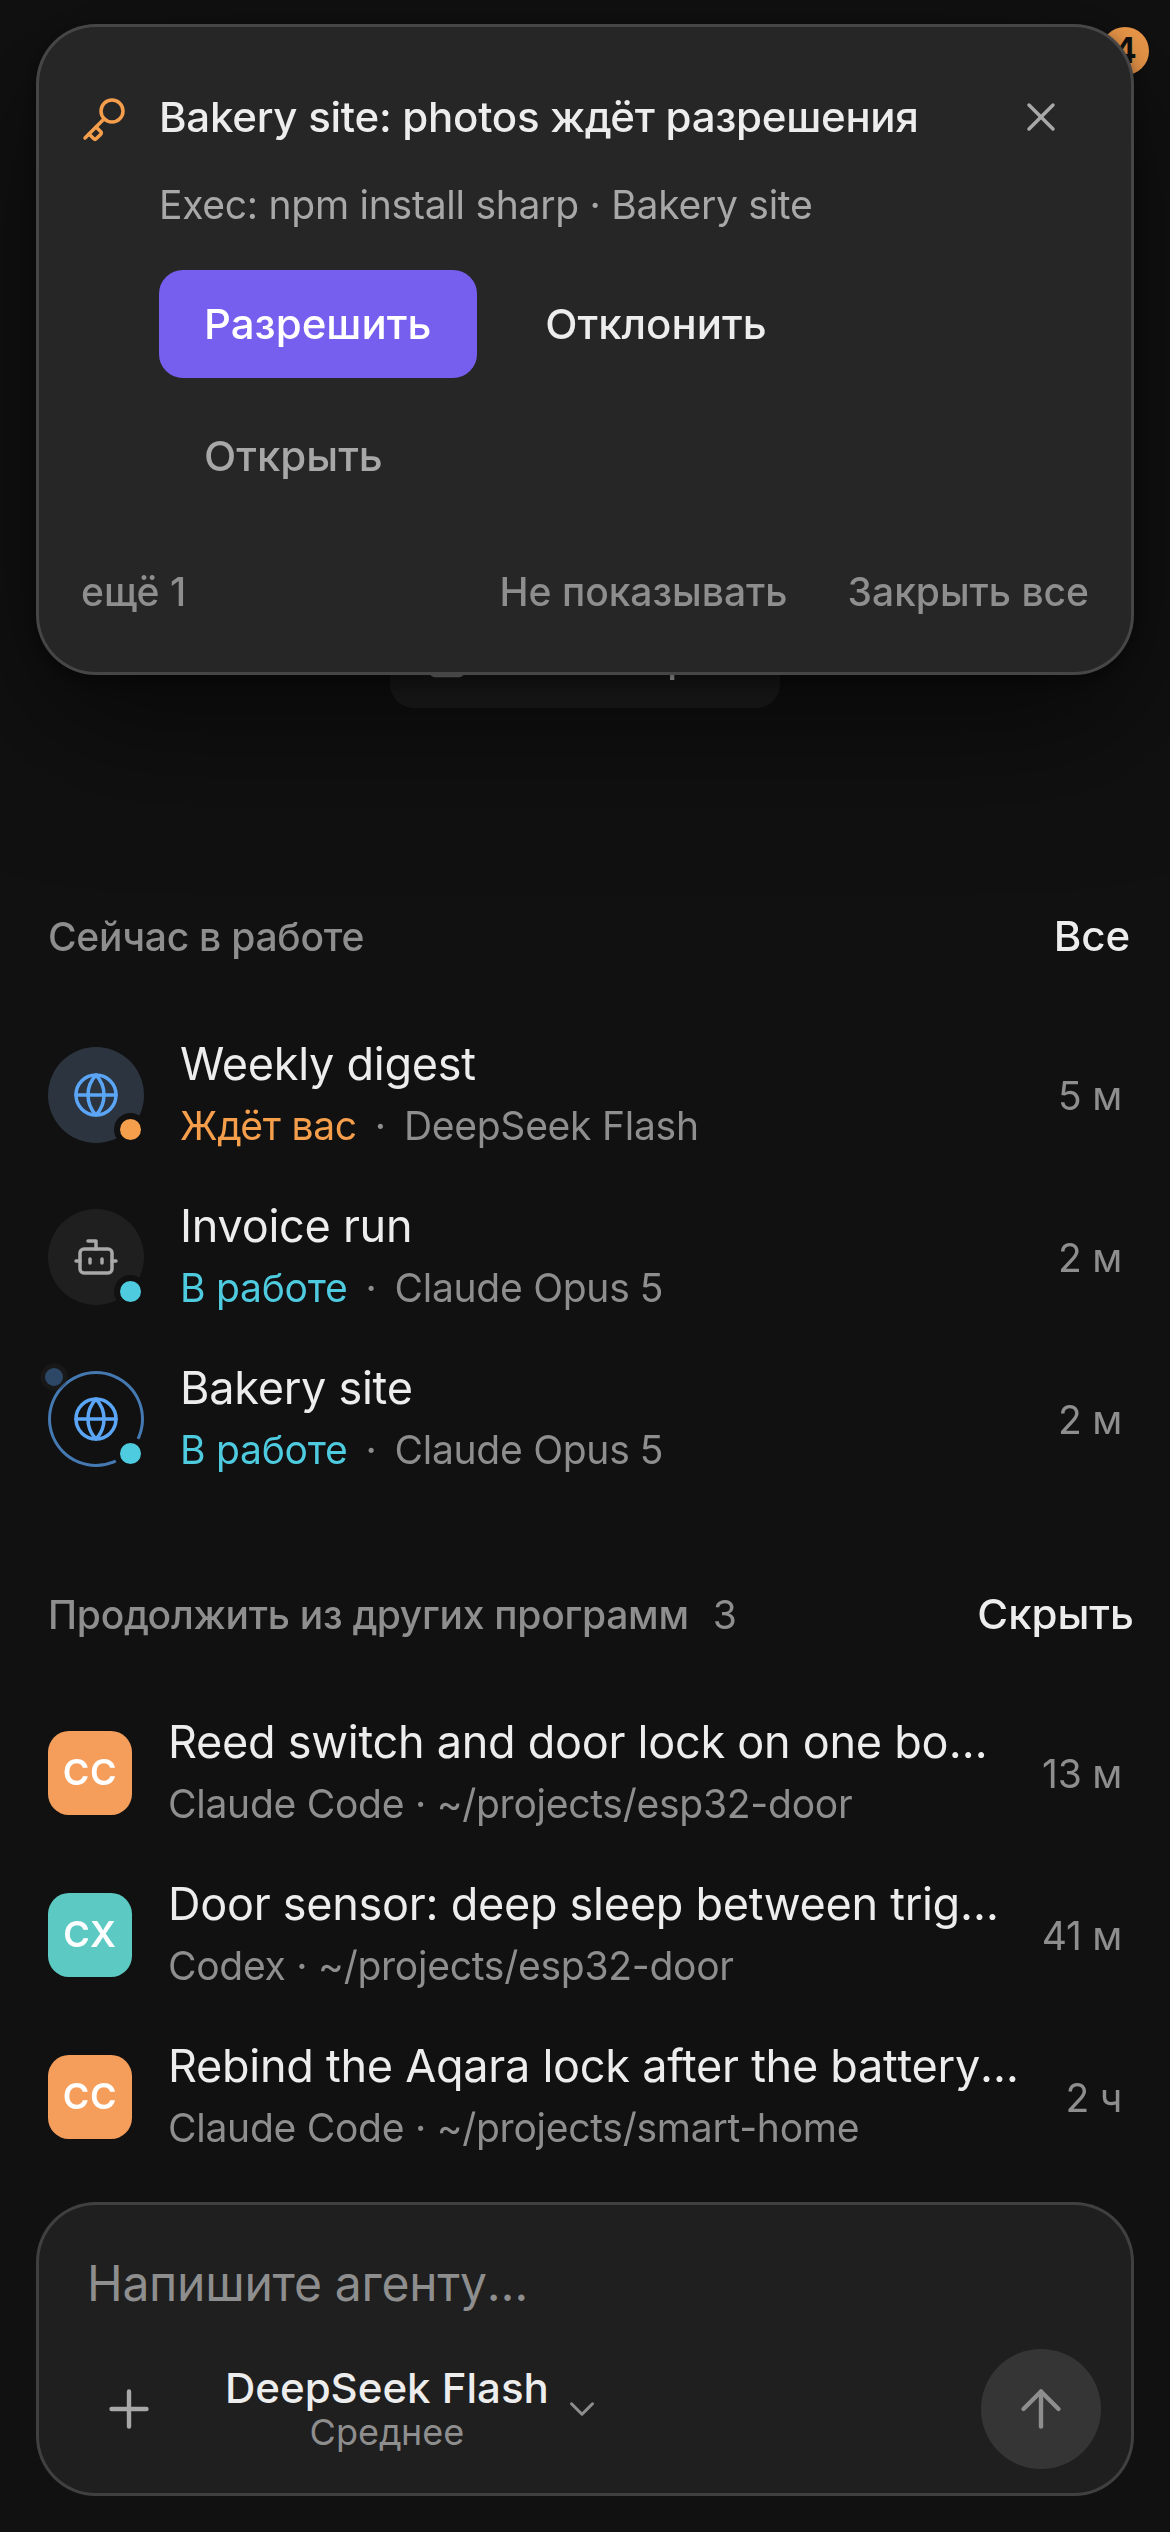 4
Bakery site: photos ждёт разрешения
Exec: npm install sharp · Bakery site
Разрешить
Отклонить
Открыть
ещё 1
Не показывать
Закрыть все
Сейчас в работе
Все
Weekly digest
Ждёт вас · DeepSeek Flash
5 м
Invoice run
В работе · Claude Opus 5
2 м
Bakery site
В работе · Claude Opus 5
2 м
Продолжить из других программ 3
Скрыть
CC
Reed switch and door lock on one bo...
Claude Code · ~/projects/esp32-door
13 м
CX
Door sensor: deep sleep between trig...
Codex · ~/projects/esp32-door
41 м
CC
Rebind the Aqara lock after the battery...
Claude Code · ~/projects/smart-home
2 ч
Напишите агенту...
DeepSeek Flash
Среднее